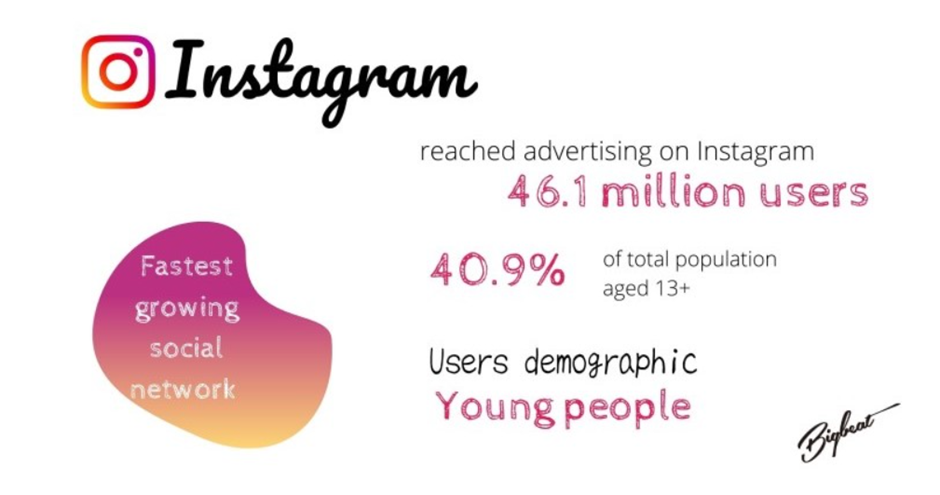 Instagram
reached advertising on Instagram
46.1 million users
Fastest
growing
social
network
40.9%
of total population
aged 13+
Users demographic
Young people
Bigbeat